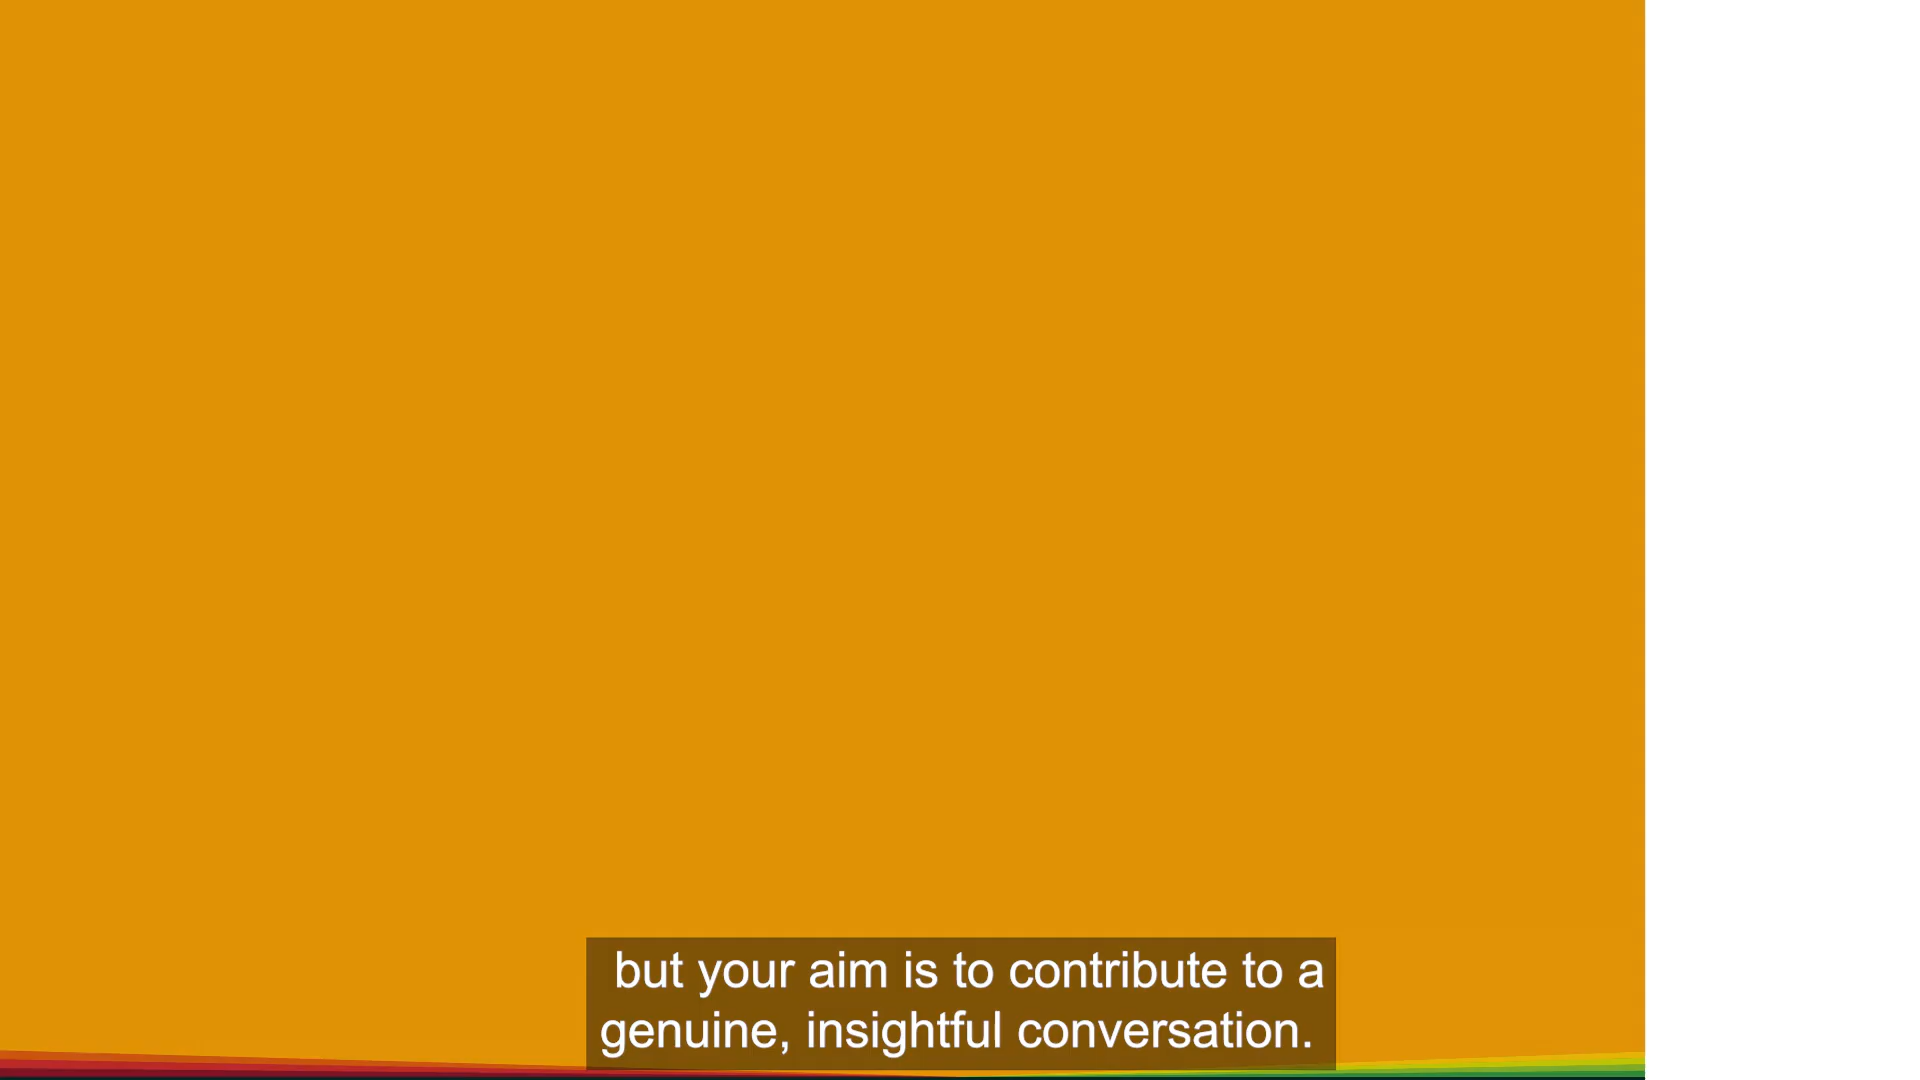 but your aim is to contribute to a
genuine, insightful conversation.